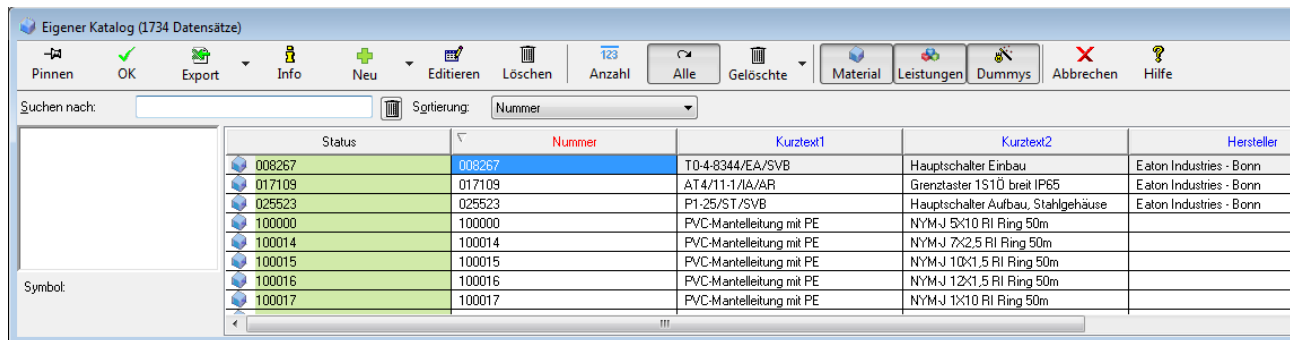 Eigener Katalog (1734 Datensätze)
Pinnen OK Export Info Neu Editieren Löschen 123 Anzahl Alle Gelöschte Material Leistungen Dummys Abbrechen Hilfe
Suchen nach: Sortierung: Nummer
Status Nummer Kurztext1 Kurztext2 Hersteller
008267 008267 T0-4-8344/EA/SVB Hauptschalter Einbau Eaton Industries - Bonn
017109 017109 AT4/11-1/IA/AR Grenztaster 1S1Ö breit IP65 Eaton Industries - Bonn
025523 025523 P1-25/ST/SVB Hauptschalter Aufbau, Stahlgehäuse Eaton Industries - Bonn
100000 100000 PVC-Mantelleitung mit PE NYM-J 5X10 RI Ring 50m
100014 100014 PVC-Mantelleitung mit PE NYM-J 7X2,5 RI Ring 50m
100015 100015 PVC-Mantelleitung mit PE NYM-J 10X1,5 RI Ring 50m
100016 100016 PVC-Mantelleitung mit PE NYM-J 12X1,5 RI Ring 50m
100017 100017 PVC-Mantelleitung mit PE NYM-J 1X10 RI Ring 50m
Symbol: